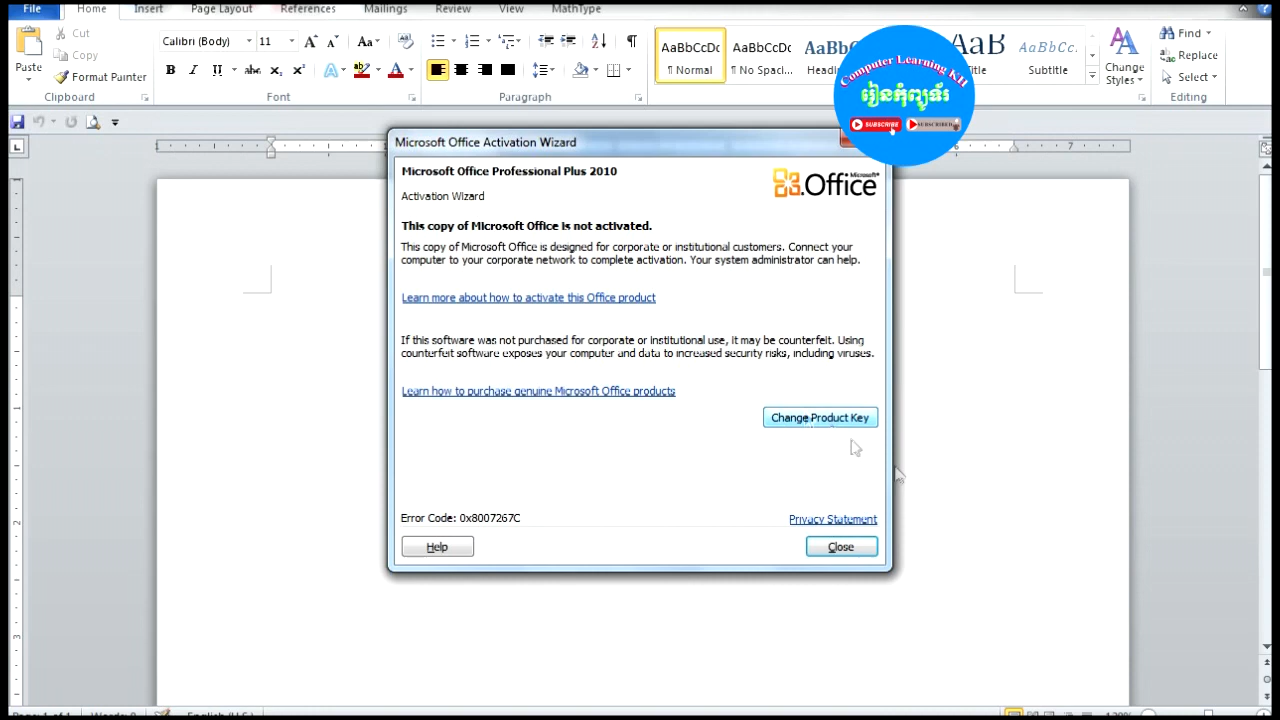 File Home Insert Page Layout References Mailings Review View MathType
Cut
Copy
Format Painter
Paste
Clipboard
Calibri (Body) 11
Font
Paragraph
AaBbCcDc AaBbCcDc AaBbC AaB AaBbCc.
¶ Normal ¶ No Spaci... Headi Title Subtitle
Change Styles
Find
Replace
Select
Editing
Computer Learning KH
រៀនកុំព្យូទ័រ
SUBSCRIBE SUBSCRIBED
Microsoft Office Activation Wizard
Microsoft Office Professional Plus 2010
Microsoft Office
Activation Wizard
This copy of Microsoft Office is not activated.
This copy of Microsoft Office is designed for corporate or institutional customers. Connect your
computer to your corporate network to complete activation. Your system administrator can help.
Learn more about how to activate this Office product
If this software was not purchased for corporate or institutional use, it may be counterfeit. Using
counterfeit software exposes your computer and data to increased security risks, including viruses.
Learn how to purchase genuine Microsoft Office products
Change Product Key
Error Code: 0x8007267C
Privacy Statement
Help
Close